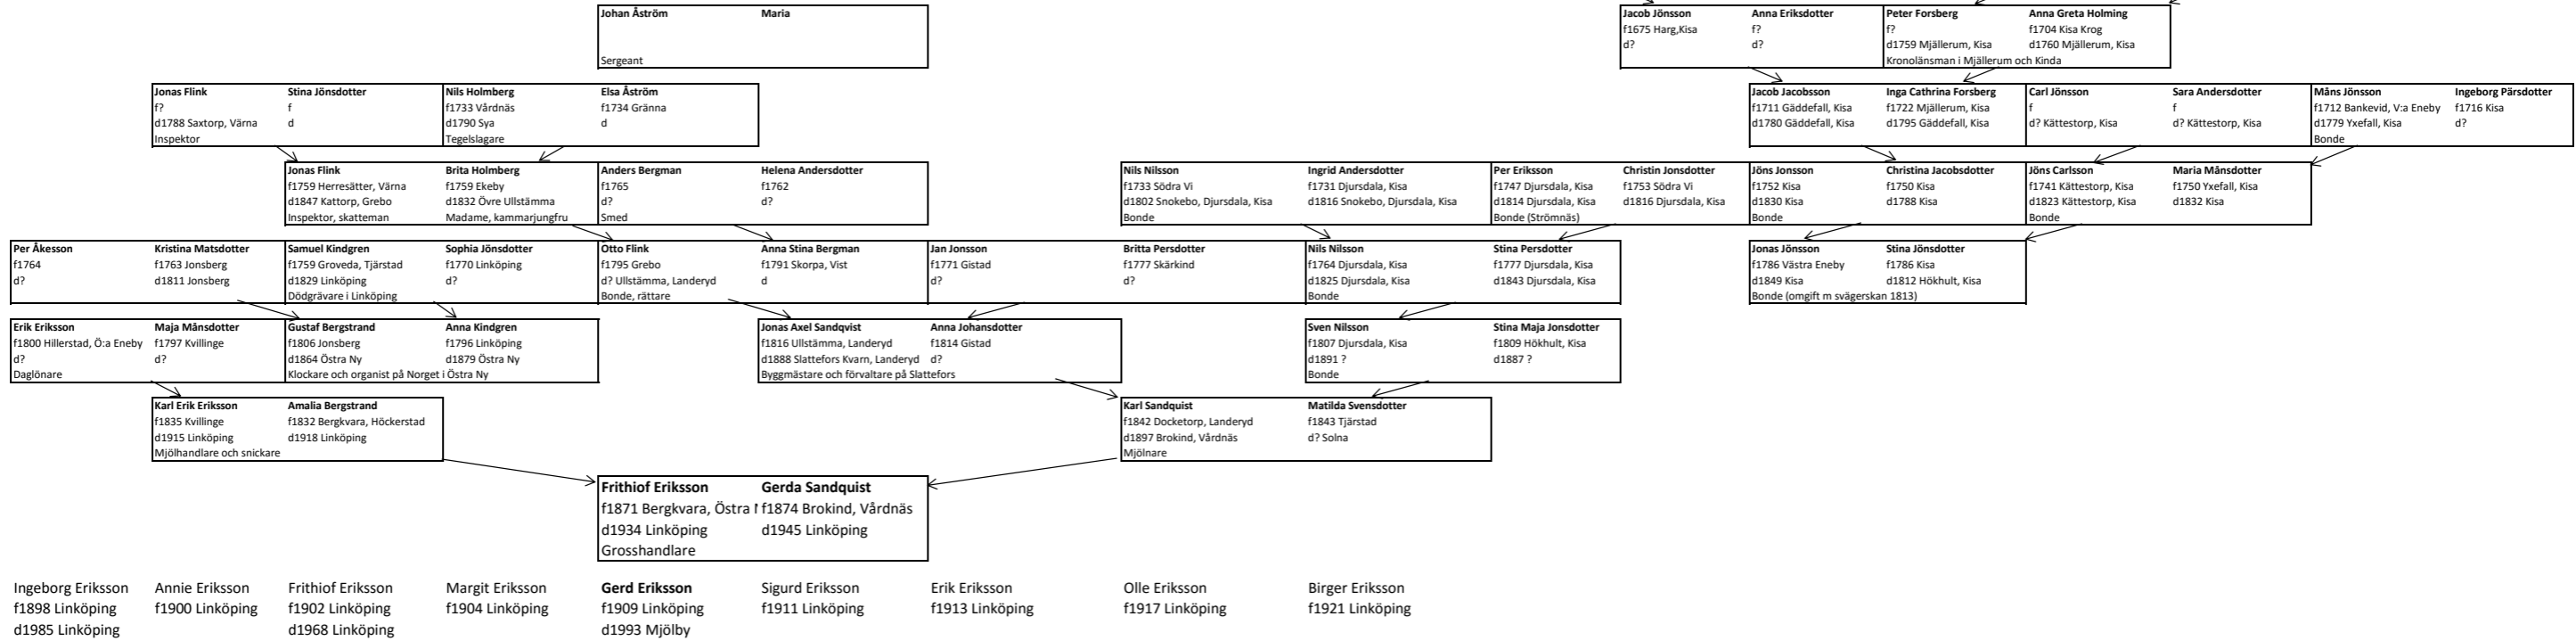 Johan Åström Maria
Sergeant
Jacob Jönsson Anna Eriksdotter Peter Forsberg Anna Greta Holming
f1675 Harg,Kisa f? f? f1704 Kisa Krog
d? d? d1759 Mjällerum, Kisa d1760 Mjällerum, Kisa
Kronolänsman i Mjällerum och Kinda
Jonas Flink Stina Jönsdotter Nils Holmberg Elsa Åström
f? f f1733 Vårdnäs f1734 Gränna
d1788 Saxtorp, Värna d d1790 Sya d
Inspektor Tegelslagare
Jacob Jacobsson Inga Cathrina Forsberg Carl Jönsson Sara Andersdotter Måns Jönsson Ingeborg Pärsdotter
f1711 Gäddefall, Kisa f1722 Mjällerum, Kisa f f f1712 Bankevid, V:a Eneby f1716 Kisa
d1780 Gäddefall, Kisa d1795 Gäddefall, Kisa d? Kättestorp, Kisa d? Kättestorp, Kisa d1779 Yxefall, Kisa d?
Bonde
Jonas Flink Brita Holmberg Anders Bergman Helena Andersdotter
f1759 Herresätter, Värna f1759 Ekeby f1765 f1762
d1847 Kattorp, Grebo d1832 Övre Ullstämma d? d?
Inspektor, skatteman Madame, kammarjungfru Smed
Nils Nilsson Ingrid Andersdotter Per Eriksson Christin Jonsdotter Jöns Jonsson Christina Jacobsdotter Jöns Carlsson Maria Månsdotter
f1733 Södra Vi f1731 Djursdala, Kisa f1747 Djursdala, Kisa f1753 Södra Vi f1752 Kisa f1750 Kisa f1741 Kättestorp, Kisa f1750 Yxefall, Kisa
d1802 Snokebo, Djursdala, Kisa d1816 Snokebo, Djursdala, Kisa d1814 Djursdala, Kisa d1816 Djursdala, Kisa d1830 Kisa d1788 Kisa d1823 Kättestorp, Kisa d1832 Kisa
Bonde Bonde (Strömnäs) Bonde Bonde
Per Åkesson Kristina Matsdotter Samuel Kindgren Sophia Jönsdotter Otto Flink Anna Stina Bergman Jan Jonsson Britta Persdotter Nils Nilsson Stina Persdotter Jonas Jönsson Stina Jönsdotter
f1764 f1763 Jonsberg f1759 Groveda, Tjärstad f1770 Linköping f1795 Grebo f1791 Skorpa, Vist f1771 Gistad f1777 Skärkind f1764 Djursdala, Kisa f1777 Djursdala, Kisa f1786 Västra Eneby f1786 Kisa
d? d1811 Jonsberg d1829 Linköping d? d? Ullstämma, Landeryd d d? d? d1825 Djursdala, Kisa d1843 Djursdala, Kisa d1849 Kisa d1812 Hökhult, Kisa
Dödgrävare i Linköping Bonde, rättare Bonde Bonde (omgift m svägerskan 1813)
Erik Eriksson Maja Månsdotter Gustaf Bergstrand Anna Kindgren Jonas Axel Sandqvist Anna Johansdotter Sven Nilsson Stina Maja Jonsdotter
f1800 Hillerstad, Ö:a Eneby f1797 Kvillinge f1806 Jonsberg f1796 Linköping f1816 Ullstämma, Landeryd f1814 Gistad f1807 Djursdala, Kisa f1809 Hökhult, Kisa
d? d? d1864 Östra Ny d1879 Östra Ny d1888 Slattefors Kvarn, Landeryd d? d1891 ? d1887 ?
Daglönare Klockare och organist på Norget i Östra Ny Byggmästare och förvaltare på Slattefors Bonde
Karl Erik Eriksson Amalia Bergstrand Karl Sandquist Matilda Svensdotter
f1835 Kvillinge f1832 Bergkvara, Höckerstad f1842 Docketorp, Landeryd f1843 Tjärstad
d1915 Linköping d1918 Linköping d1897 Brokind, Vårdnäs d? Solna
Mjölhandlare och snickare Mjölnare
Frithiof Eriksson Gerda Sandquist
f1871 Bergkvara, Östra f1874 Brokind, Vårdnäs
d1934 Linköping d1945 Linköping
Grosshandlare
Ingeborg Eriksson Annie Eriksson Frithiof Eriksson Margit Eriksson Gerd Eriksson Sigurd Eriksson Erik Eriksson Olle Eriksson Birger Eriksson
f1898 Linköping f1900 Linköping f1902 Linköping f1904 Linköping f1909 Linköping f1911 Linköping f1913 Linköping f1917 Linköping f1921 Linköping
d1985 Linköping d1968 Linköping d1993 Mjölby